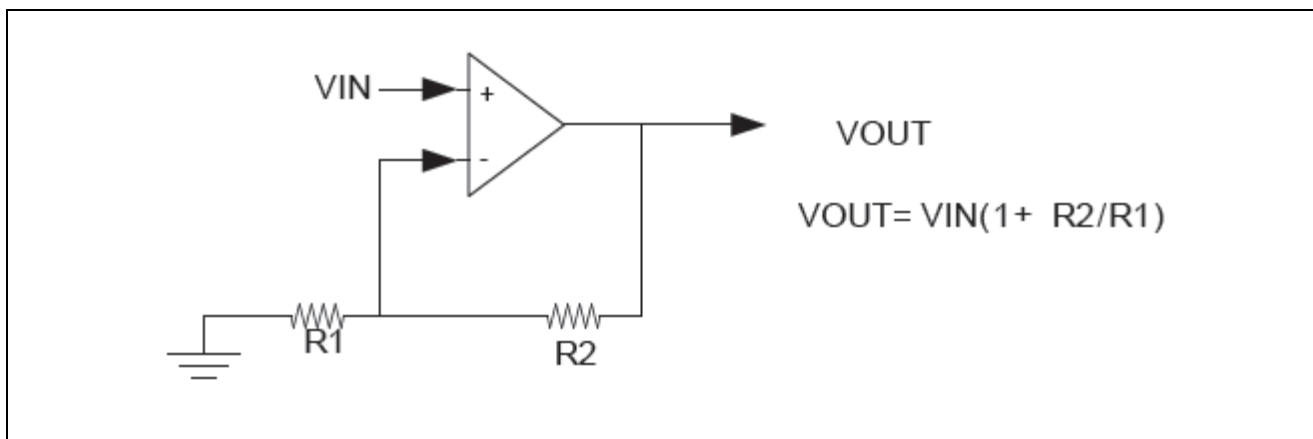 VIN
+
-
VOUT
VOUT= VIN(1+ R2/R1)
R1
R2